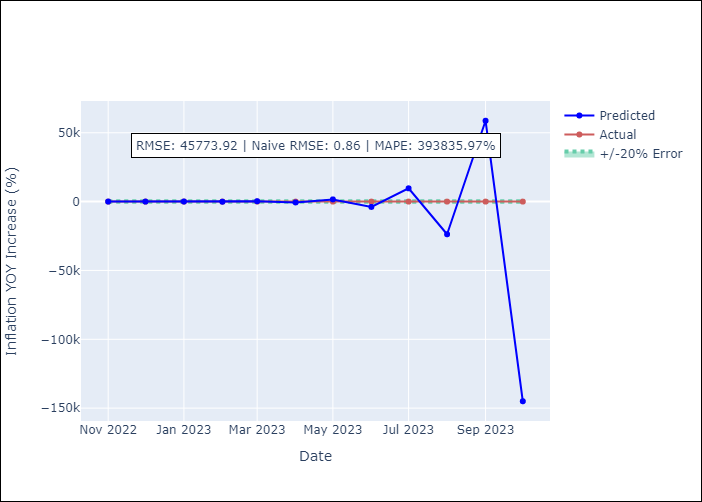 RMSE: 45773.92 | Naive RMSE: 0.86 | MAPE: 393835.97%
Predicted
Actual
+/-20% Error
50k
0
−50k
−100k
−150k
Inflation YOY Increase (%)
Nov 2022
Jan 2023
Mar 2023
May 2023
Jul 2023
Sep 2023
Date